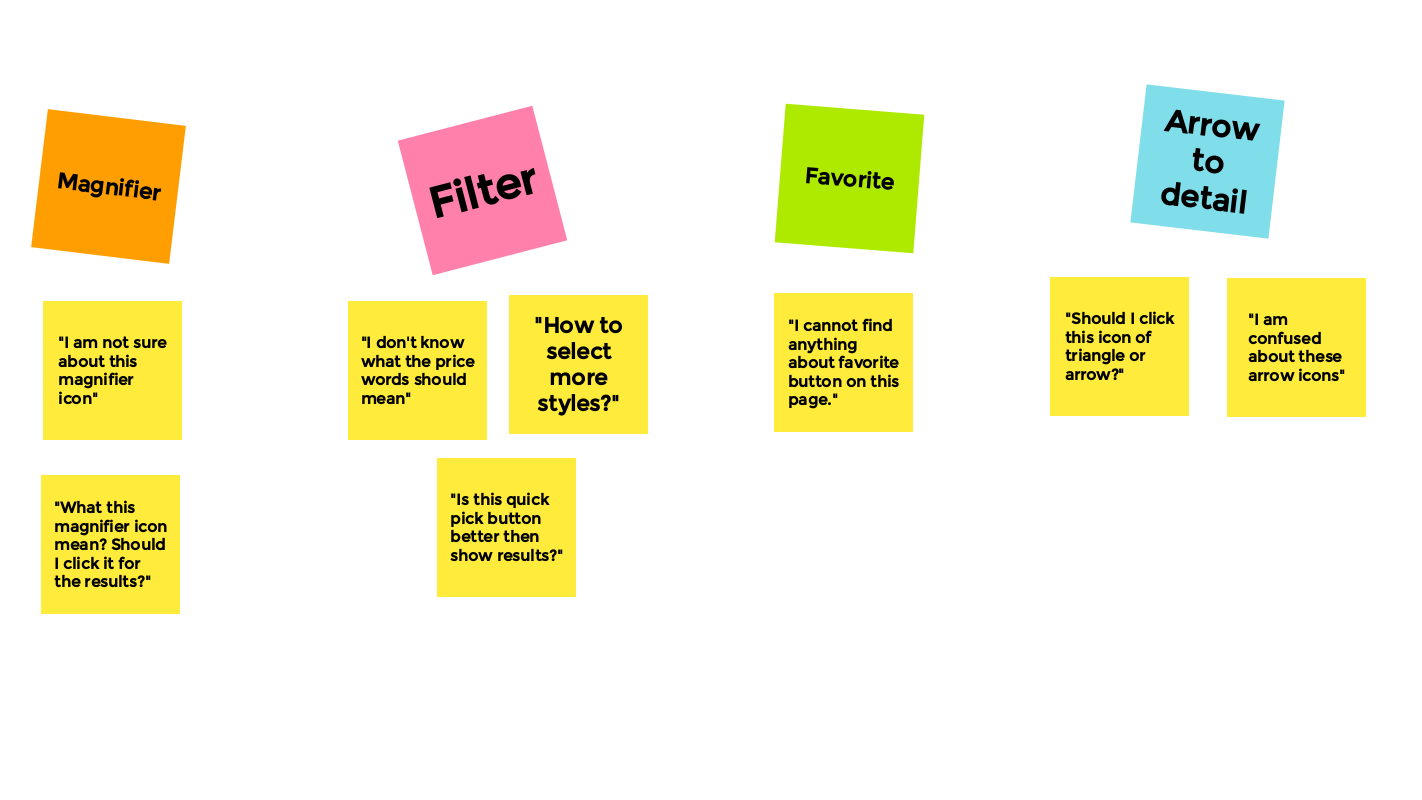 Magnifier
Filter
Favorite
Arrow
to
detail
"I am not sure
about this
magnifier
icon"
"What this
magnifier icon
mean? Should
I click it for
the results?"
"I don't know
what the price
words should
mean"
"How to
select
more
styles?"
"Is this quick
pick button
better then
show results?"
"I cannot find
anything
about favorite
button on this
page."
"Should I click
this icon of
triangle or
arrow?"
"I am
confused
about these
arrow icons"